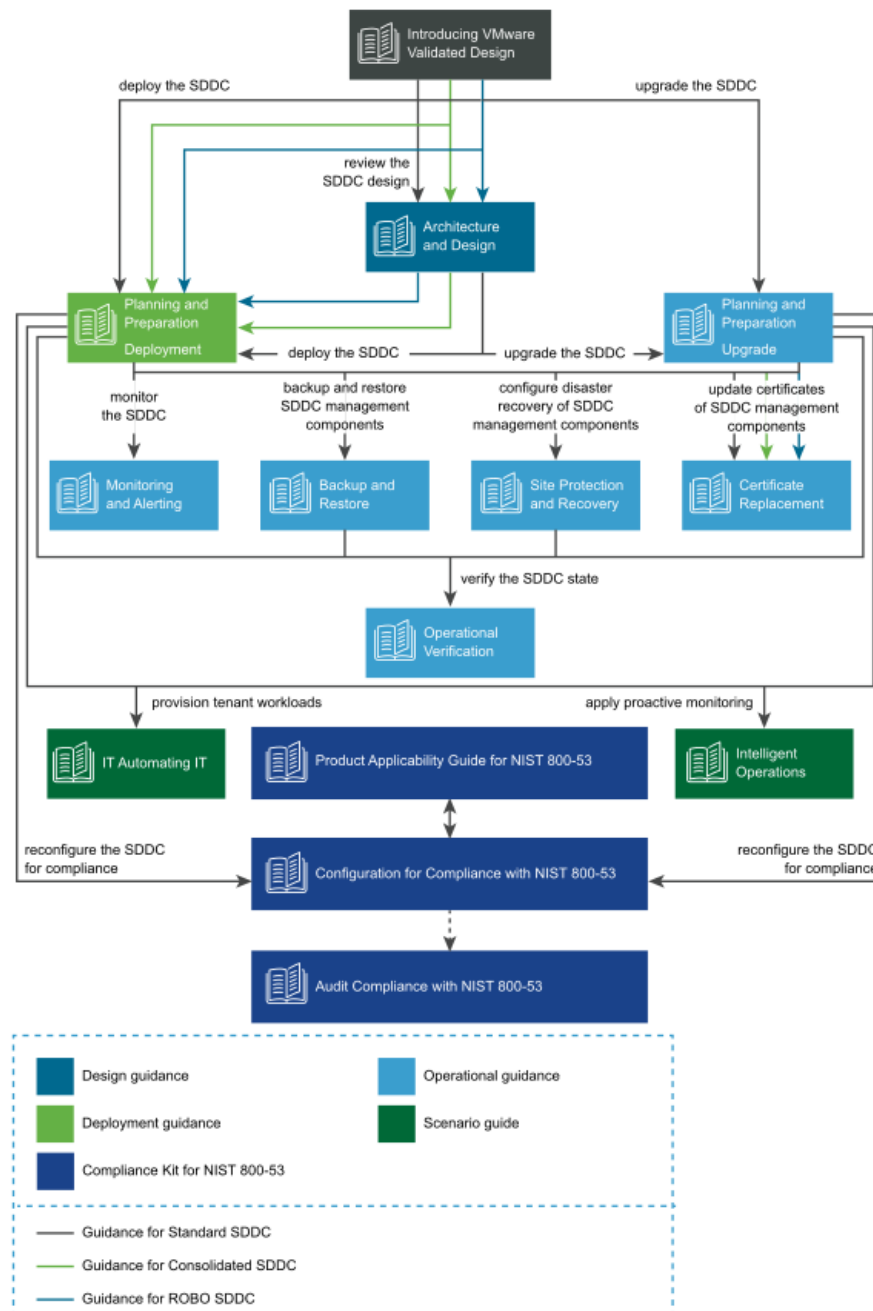 Introducing VMware
Validated Design
deploy the SDDC
upgrade the SDDC
review the
SDDC design
Architecture
and Design
Planning and
Preparation
Deployment
Planning and
Preparation
Upgrade
deploy the SDDC
upgrade the SDDC
monitor
the SDDC
backup and restore
SDDC management
components
configure disaster
recovery of SDDC
management components
update certificates
of SDDC management
components
Monitoring
and Alerting
Backup and
Restore
Site Protection
and Recovery
Certificate
Replacement
verify the SDDC state
Operational
Verification
provision tenant workloads
apply proactive monitoring
IT Automating IT
Product Applicability Guide for NIST 800-53
Intelligent
Operations
reconfigure the SDDC
for compliance
Configuration for Compliance with NIST 800-53
reconfigure the SDDC
for compliance
Audit Compliance with NIST 800-53
Design guidance
Operational guidance
Deployment guidance
Scenario guide
Compliance Kit for NIST 800-53
Guidance for Standard SDDC
Guidance for Consolidated SDDC
Guidance for ROBO SDDC